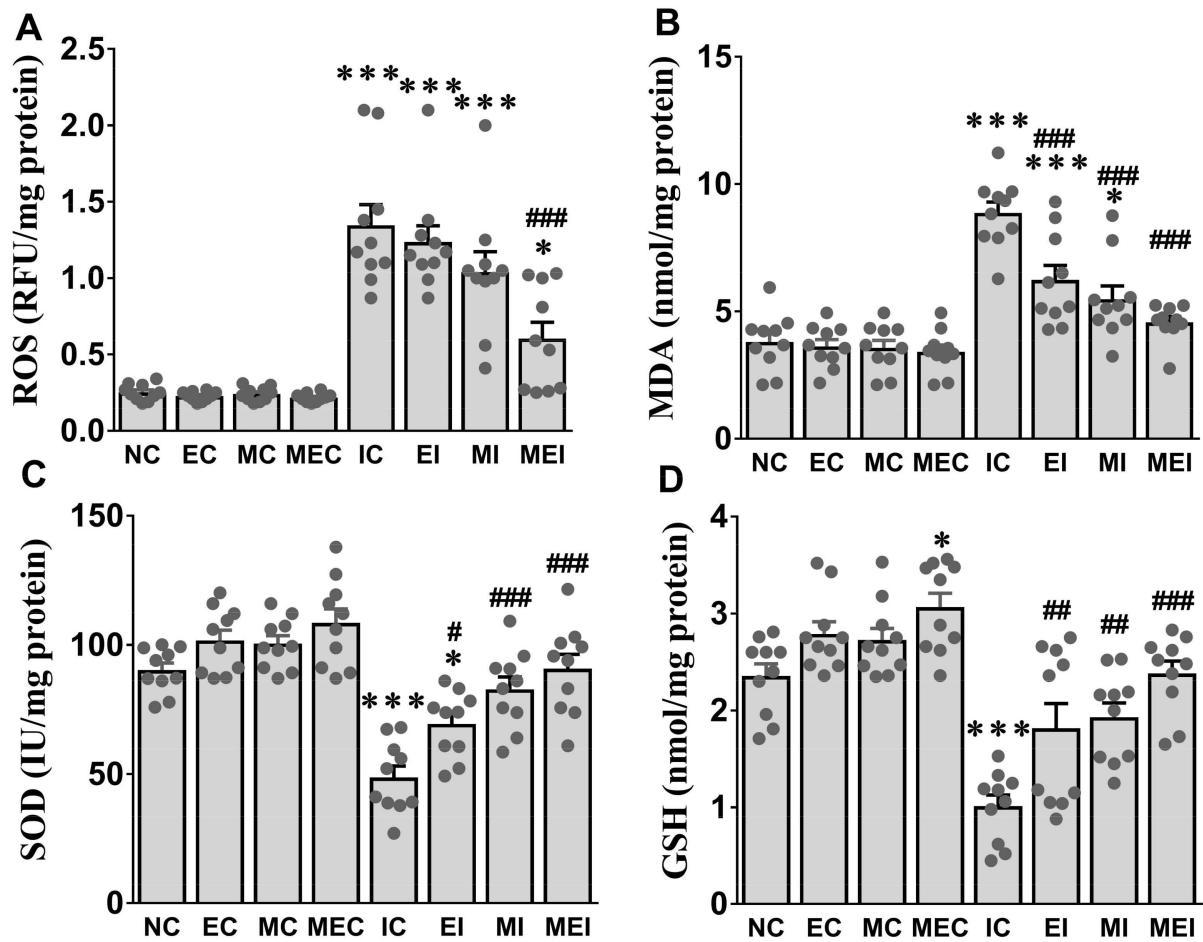 A
ROS (RFU/mg protein)
2.5
2.0
1.5
1.0
0.5
0.0
*** *** *** ###
*
NC EC MC MEC IC EI MI MEI
B
MDA (nmol/mg protein)
15
10
5
0
*** ### ### ###
*** *
NC EC MC MEC IC EI MI MEI
C
SOD (IU/mg protein)
150
100
50
0
*** # ### ###
*
NC EC MC MEC IC EI MI MEI
D
GSH (nmol/mg protein)
4
3
2
1
0
* *** ## ## ###
NC EC MC MEC IC EI MI MEI